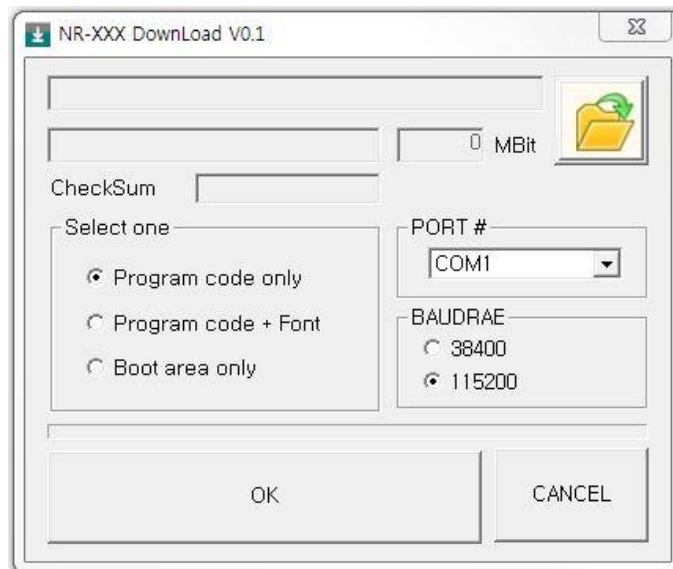 NR-XXX DownLoad V0.1
0 MBit
CheckSum
Select one
Program code only
Program code + Font
Boot area only
PORT #
COM1
BAUDRAE
38400
115200
OK
CANCEL